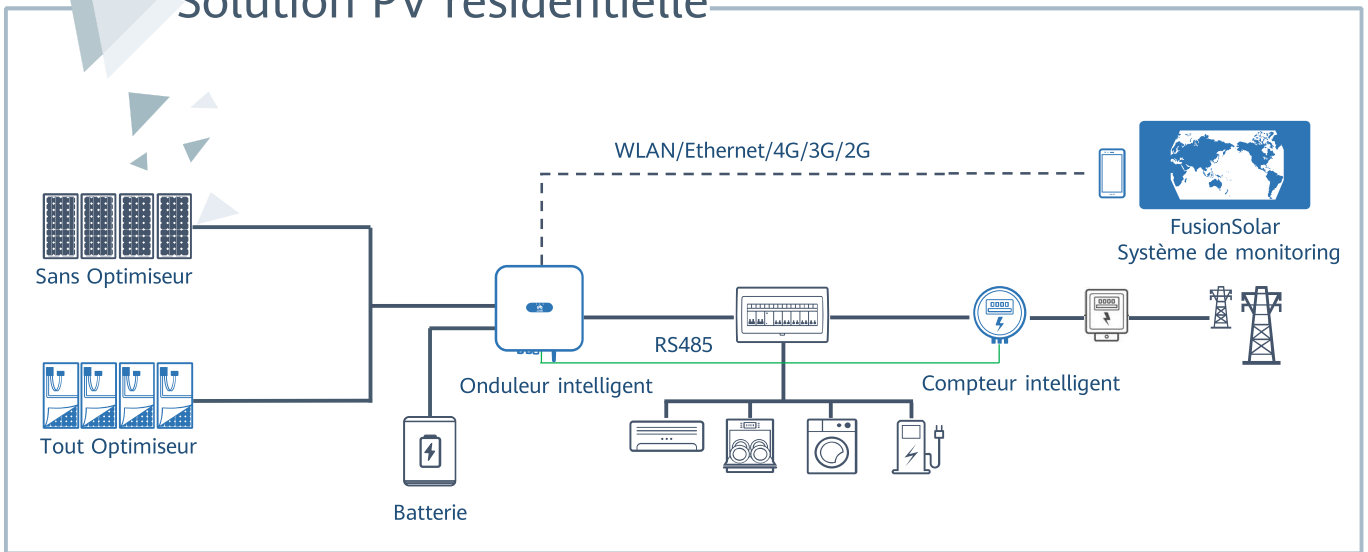 Solution PV résidentielle
WLAN/Ethernet/4G/3G/2G
FusionSolar
Système de monitoring
Sans Optimiseur
RS485
Onduleur intelligent
Compteur intelligent
Tout Optimiseur
Batterie